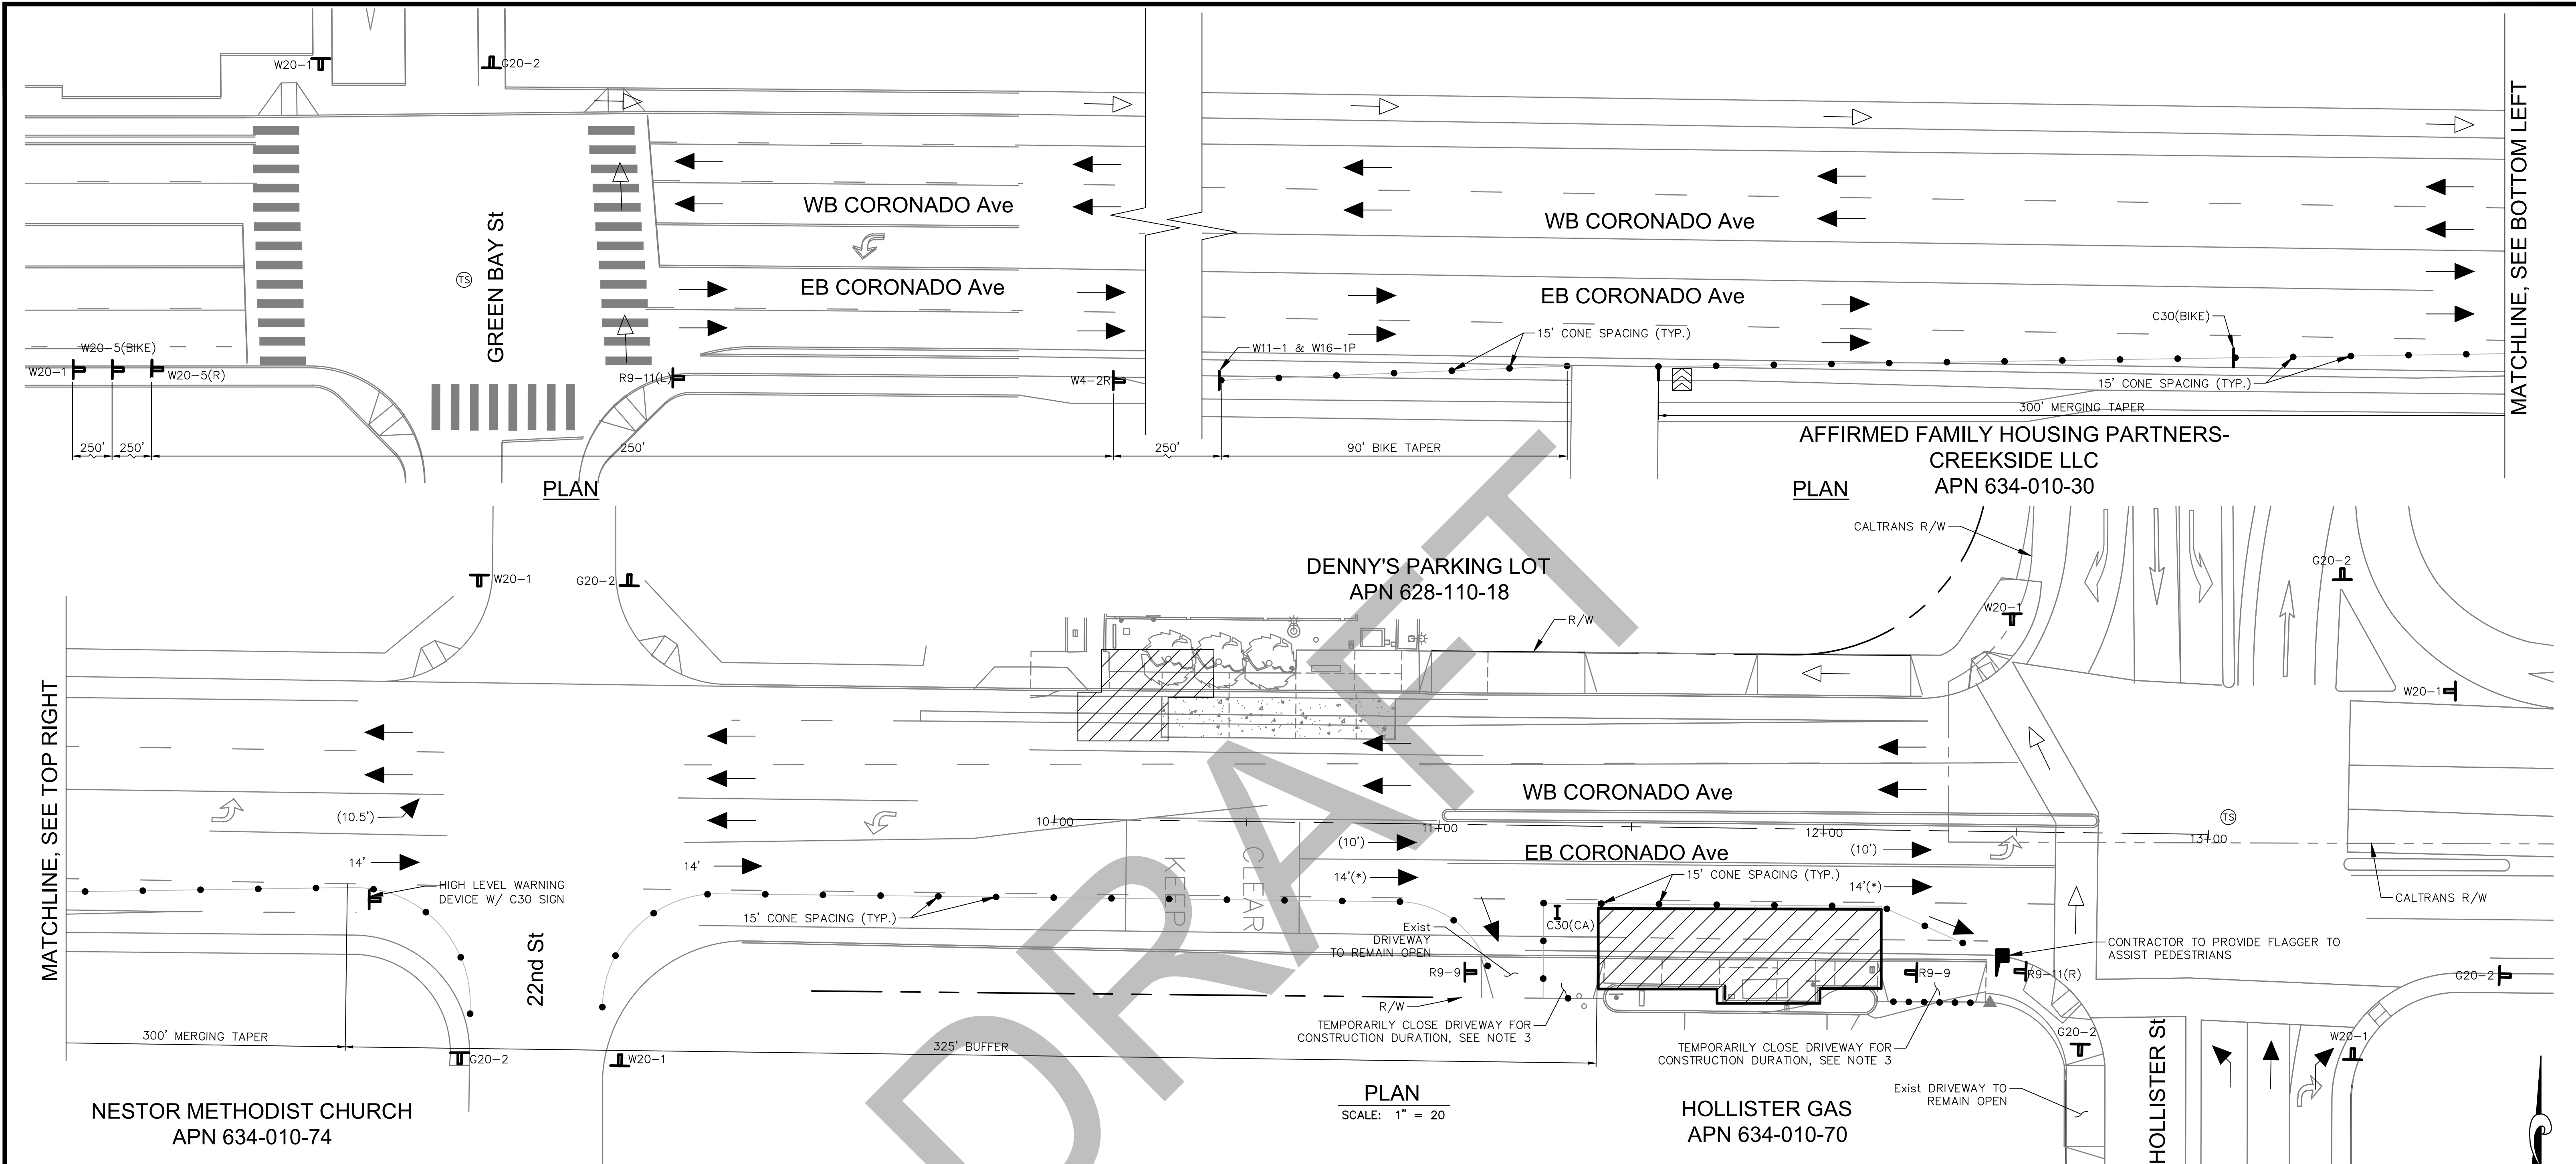 W20-1
G20-2
MATCHLINE, SEE BOTTOM LEFT
WB CORONADO Ave
WB CORONADO Ave
GREEN BAY St
TS
EB CORONADO Ave
EB CORONADO Ave
C30(BIKE)
15' CONE SPACING (TYP.)
W20-5(BIKE)
W11-1 & W16-1P
W20-1
W20-5(R)
R9-11(L)
W4-2R
15' CONE SPACING (TYP.)
300' MERGING TAPER
250'
250'
250'
250'
90' BIKE TAPER
AFFIRMED FAMILY HOUSING PARTNERS-
CREEKSIDE LLC
APN 634-010-30
PLAN
PLAN
CALTRANS R/W
DENNY'S PARKING LOT
APN 628-110-18
W20-1
G20-2
G20-2
W20-1
R/W
W20-1
MATCHLINE, SEE TOP RIGHT
WB CORONADO Ave
(10.5')
10+00
11+00
12+00
13+00
TS
14'
14'
(10')
EB CORONADO Ave
(10')
KEEP
CLEAR
14'(*)
14'(*)
HIGH LEVEL WARNING
DEVICE W/ C30 SIGN
15' CONE SPACING (TYP.)
15' CONE SPACING (TYP.)
CALTRANS R/W
C30(CA)
Exist
DRIVEWAY
TO REMAIN OPEN
22nd St
R9-9
R9-9
R9-11(R)
CONTRACTOR TO PROVIDE FLAGGER TO
ASSIST PEDESTRIANS
G20-2
R/W
TEMPORARILY CLOSE DRIVEWAY FOR
CONSTRUCTION DURATION, SEE NOTE 3
TEMPORARILY CLOSE DRIVEWAY FOR
CONSTRUCTION DURATION, SEE NOTE 3
300' MERGING TAPER
325' BUFFER
G20-2
W20-1
G20-2
W20-1
HOLLISTER St
Exist DRIVEWAY TO
REMAIN OPEN
NESTOR METHODIST CHURCH
APN 634-010-74
PLAN
SCALE: 1" = 20
HOLLISTER GAS
APN 634-010-70
DRAFT